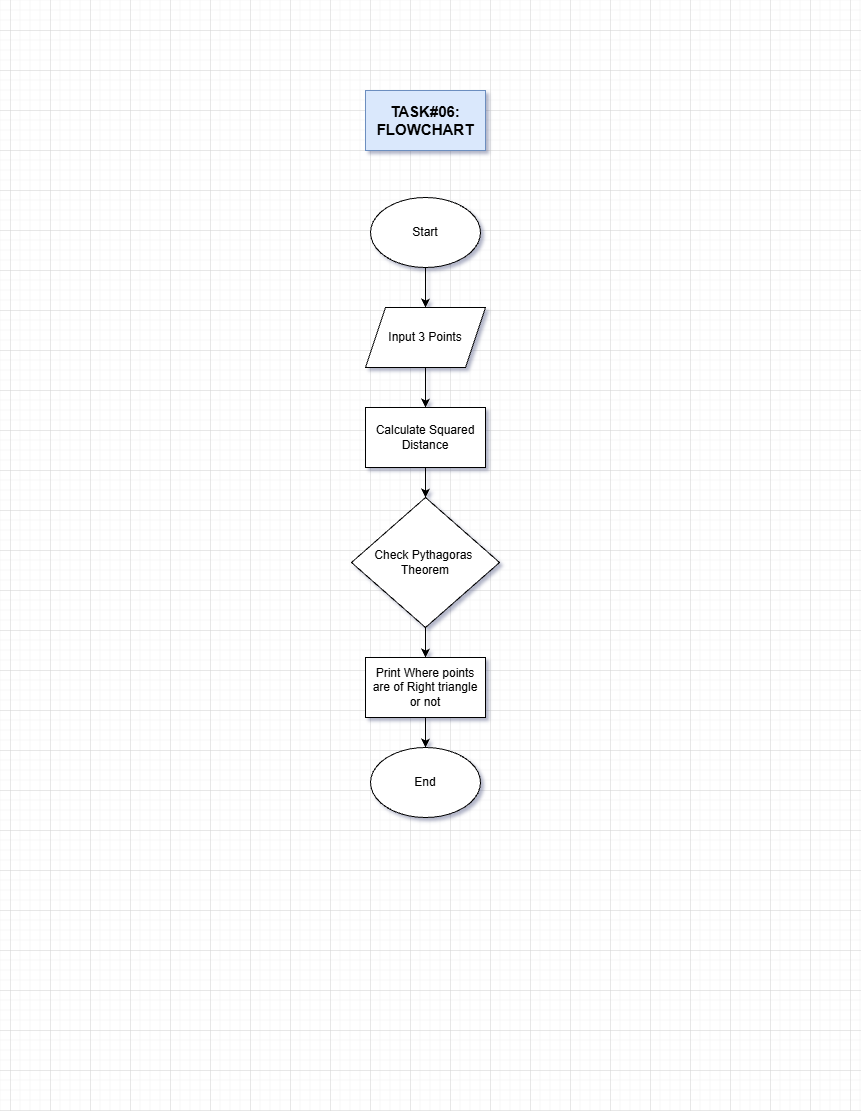 TASK#06:
FLOWCHART
Start
Input 3 Points
Calculate Squared
Distance
Check Pythagoras
Theorem
Print Where points
are of Right triangle
or not
End